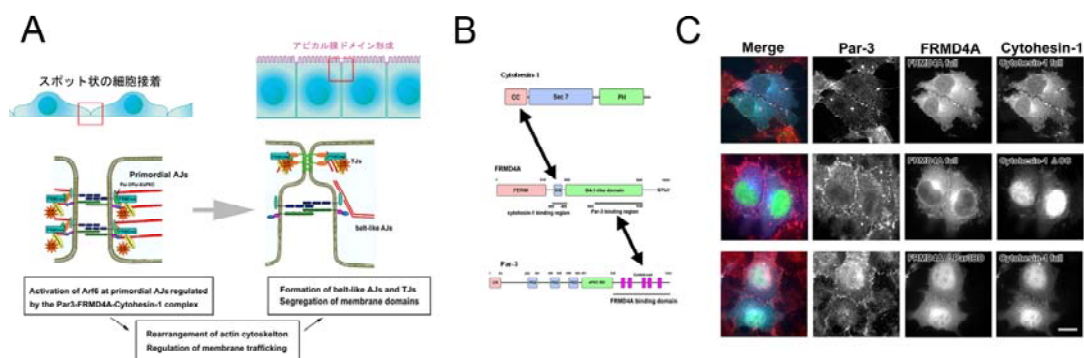 A
アピカル膜ドメイン形成
スポット状の細胞接着
Primordial AJs
TJs
belt-like AJs
Activation of Arf6 at primordial AJs regulated
by the Par3-FRMD4A-Cytohesin-1 complex
Formation of belt-like AJs and TJs
Segregation of membrane domains
Rearrangement of actin cytoskelton
Regulation of membrane trafficking
B
Cytohesin-1
CC
Sec 7
PH
FRMD4A
FERM
cytohesin-1 binding region
Par-3 binding region
Par-3
FRMD4A binding domain
C
Merge
Par-3
FRMD4A
Cytohesin-1
FRMD4A full
Cytohesin-1 full
FRMD4A full
Cytohesin-1 ΔCC
Cytohesin-1 full